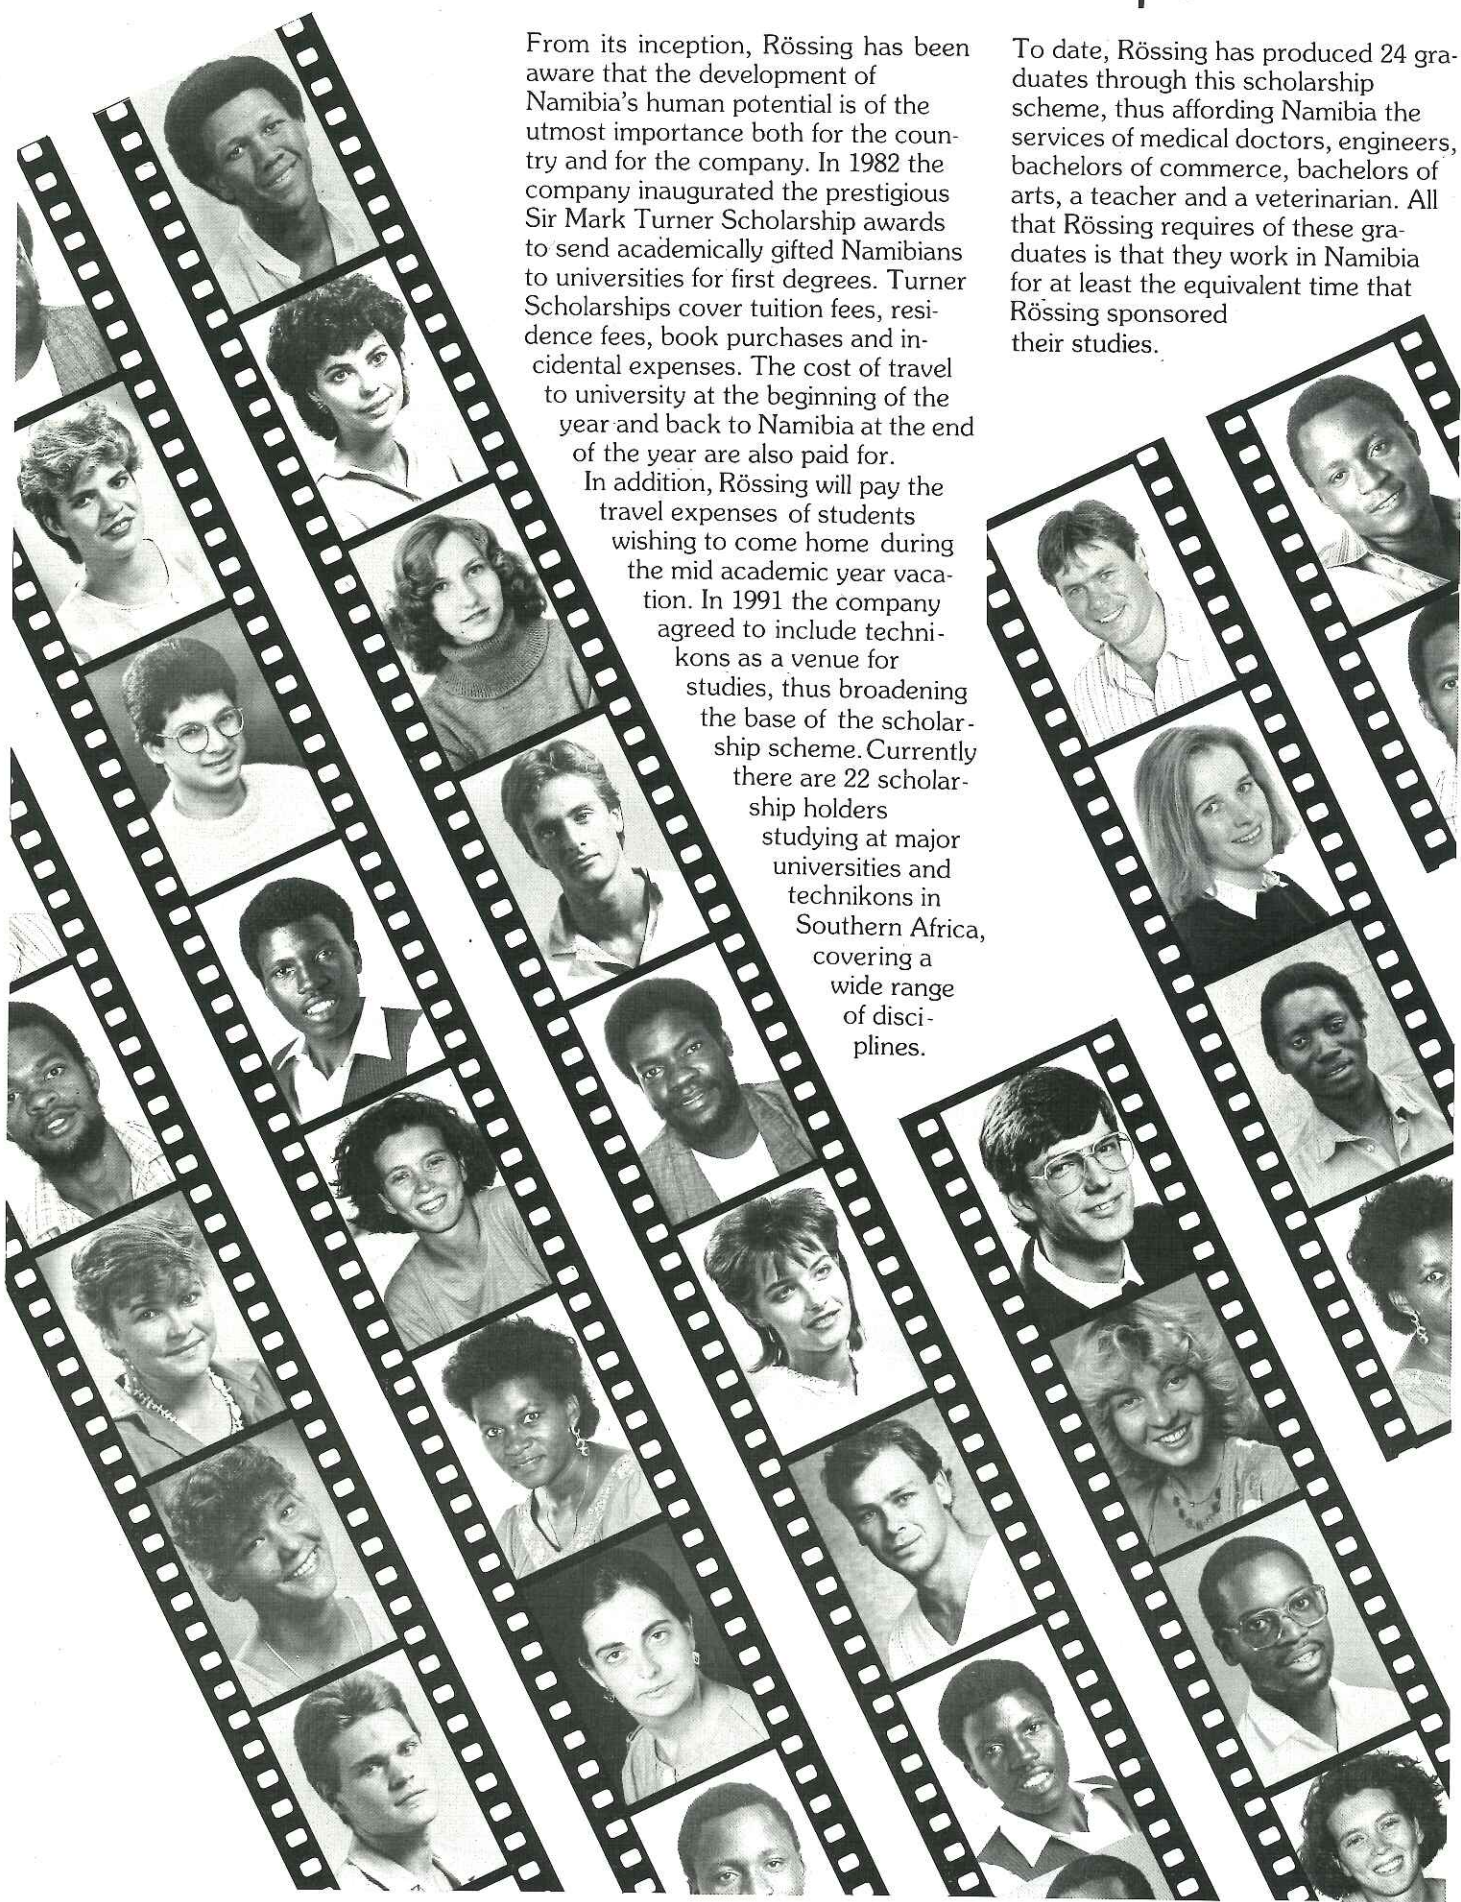 From its inception, Rössing has been
aware that the development of
Namibia's human potential is of the
utmost importance both for the coun-
try and for the company. In 1982 the
company inaugurated the prestigious
Sir Mark Turner Scholarship awards
to send academically gifted Namibians
to universities for first degrees. Turner
Scholarships cover tuition fees, resi-
dence fees, book purchases and in-
cidental expenses. The cost of travel
to university at the beginning of the
year and back to Namibia at the end
of the year are also paid for.
In addition, Rössing will pay the
travel expenses of students
wishing to come home during
the mid academic year vaca-
tion. In 1991 the company
agreed to include techni-
kons as a venue for
studies, thus broadening
the base of the scholar-
ship scheme. Currently
there are 22 scholar-
ship holders
studying at major
universities and
technikons in
Southern Africa,
covering a
wide range
of disci-
plines.
To date, Rössing has produced 24 gra-
duates through this scholarship
scheme, thus affording Namibia the
services of medical doctors, engineers,
bachelors of commerce, bachelors of
arts, a teacher and a veterinarian. All
that Rössing requires of these gra-
duates is that they work in Namibia
for at least the equivalent time that
Rössing sponsored
their studies.